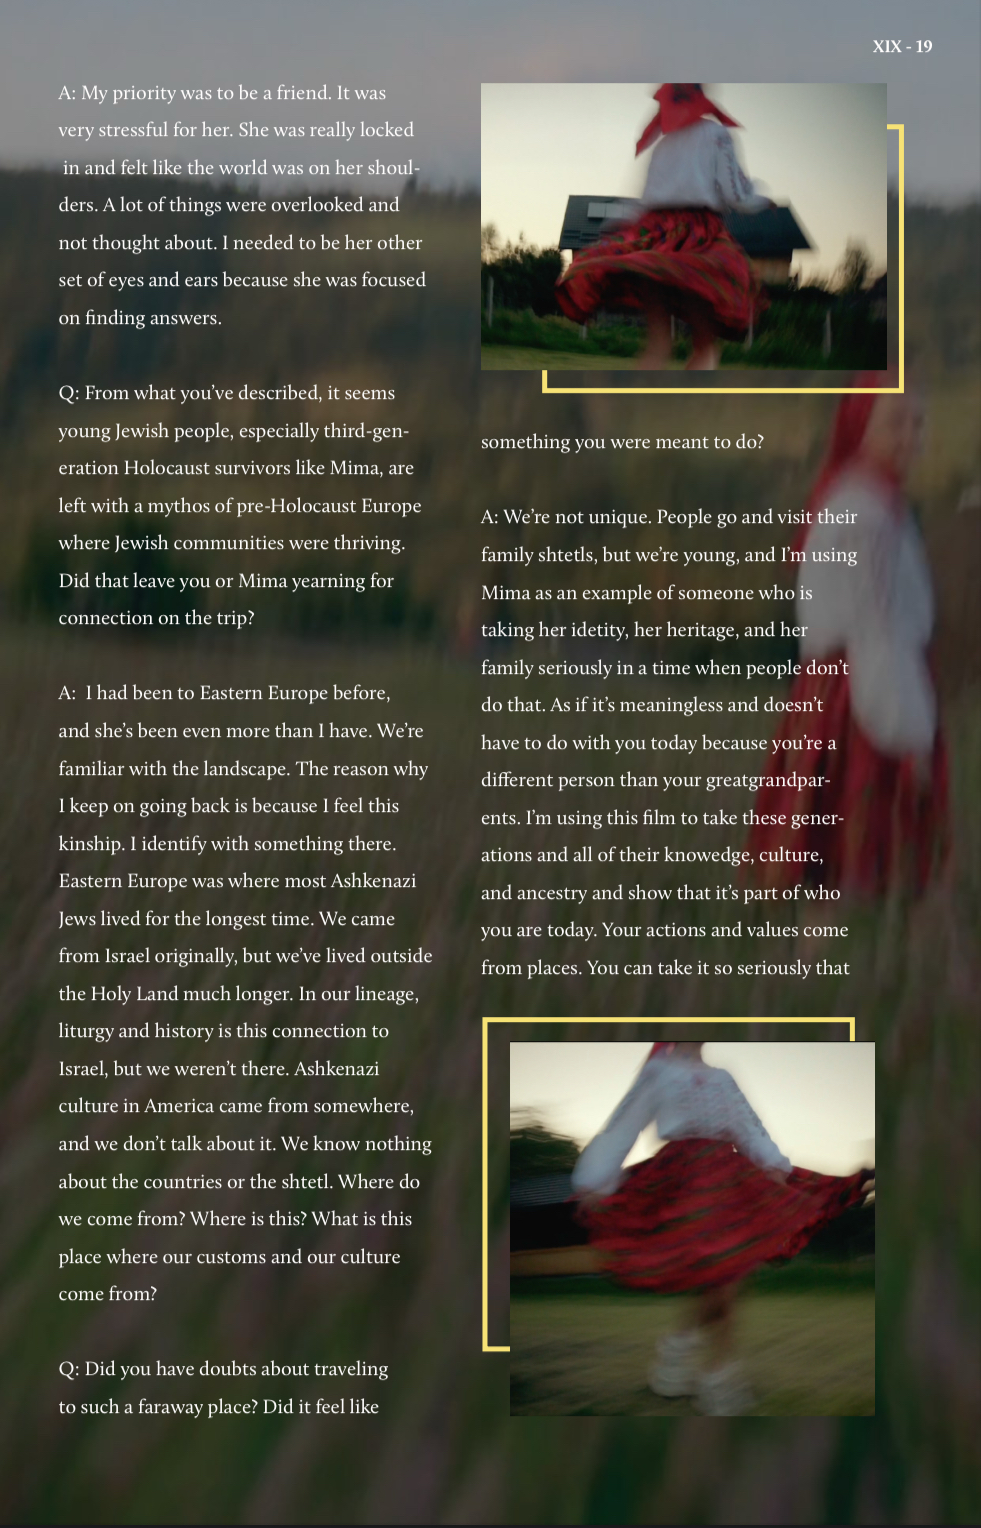 XIX - 19
A: My priority was to be a friend. It was
very stressful for her. She was really locked
in and felt like the world was on her shoul-
ders. A lot of things were overlooked and
not thought about. I needed to be her other
set of eyes and ears because she was focused
on finding answers.
Q: From what you’ve described, it seems
young Jewish people, especially third-gen-
eration Holocaust survivors like Mima, are
left with a mythos of pre-Holocaust Europe
where Jewish communities were thriving.
Did that leave you or Mima yearning for
connection on the trip?
A:  I had been to Eastern Europe before,
and she’s been even more than I have. We’re
familiar with the landscape. The reason why
I keep on going back is because I feel this
kinship. I identify with something there.
Eastern Europe was where most Ashkenazi
Jews lived for the longest time. We came
from Israel originally, but we’ve lived outside
the Holy Land much longer. In our lineage,
liturgy and history is this connection to
Israel, but we weren’t there. Ashkenazi
culture in America came from somewhere,
and we don’t talk about it. We know nothing
about the countries or the shtetl. Where do
we come from? Where is this? What is this
place where our customs and our culture
come from?
Q: Did you have doubts about traveling
to such a faraway place? Did it feel like
something you were meant to do?
A: We’re not unique. People go and visit their
family shtetls, but we’re young, and I’m using
Mima as an example of someone who is
taking her idetity, her heritage, and her
family seriously in a time when people don’t
do that. As if it’s meaningless and doesn’t
have to do with you today because you’re a
different person than your greatgrandpar-
ents. I’m using this film to take these gener-
ations and all of their knowedge, culture,
and ancestry and show that it’s part of who
you are today. Your actions and values come
from places. You can take it so seriously that